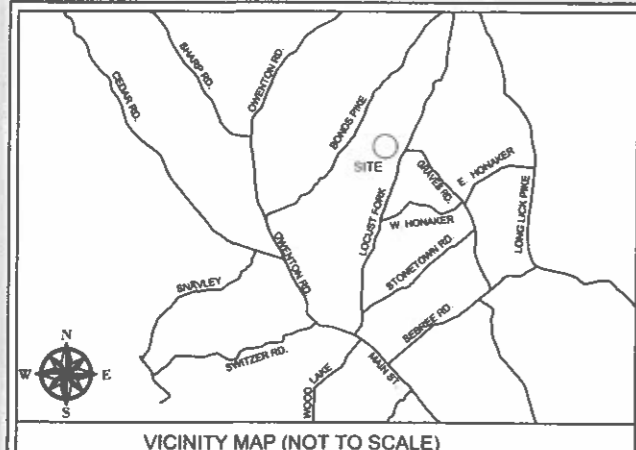 CEDAR RD.
SHARP RD.
OWENTON RD.
BONDS PIKE
SITE
LOCUST FORK
GRAVES RD.
E HONAKER
W HONAKER
LONG LICK PIKE
STONETOWN RD.
BEBREE RD.
OWENTON RD.
SNAVLEY
SWITZER RD.
WOOD LAKE
MAIN ST.
N
W
E
S
VICINITY MAP (NOT TO SCALE)